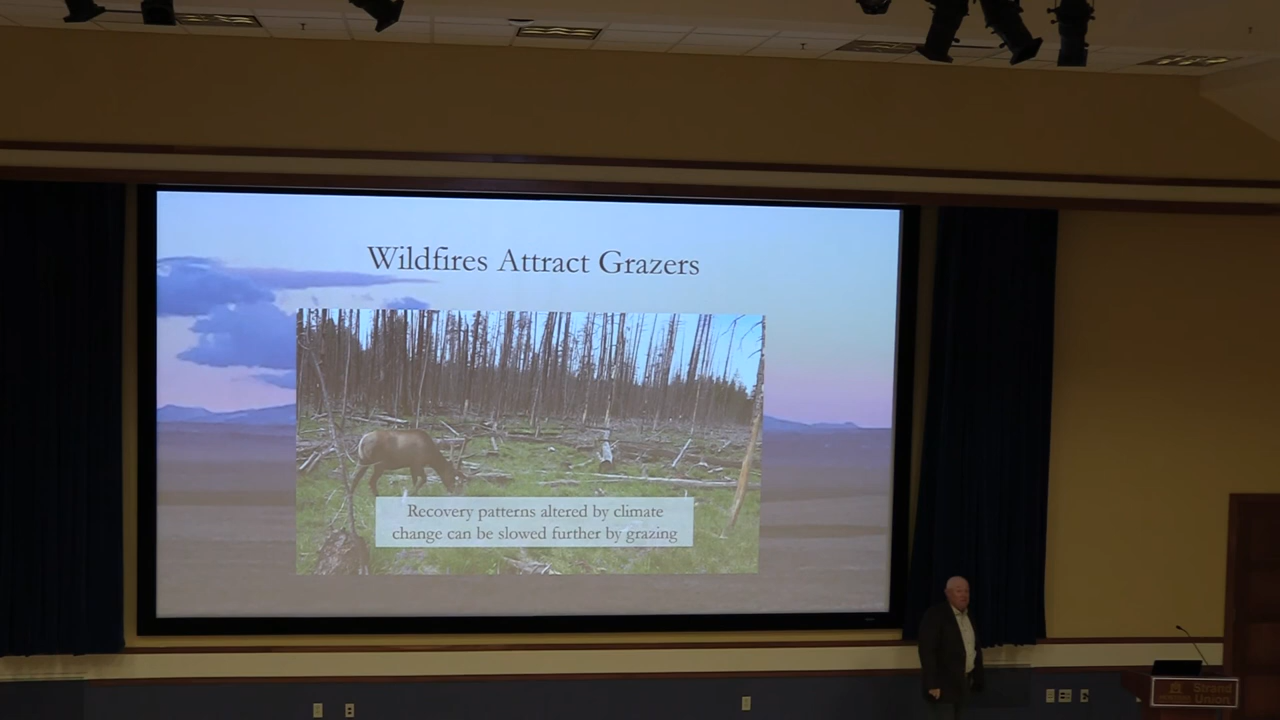 Wildfires Attract Grazers
Recovery patterns altered by climate
change can be slowed further by grazing
Strand
Union